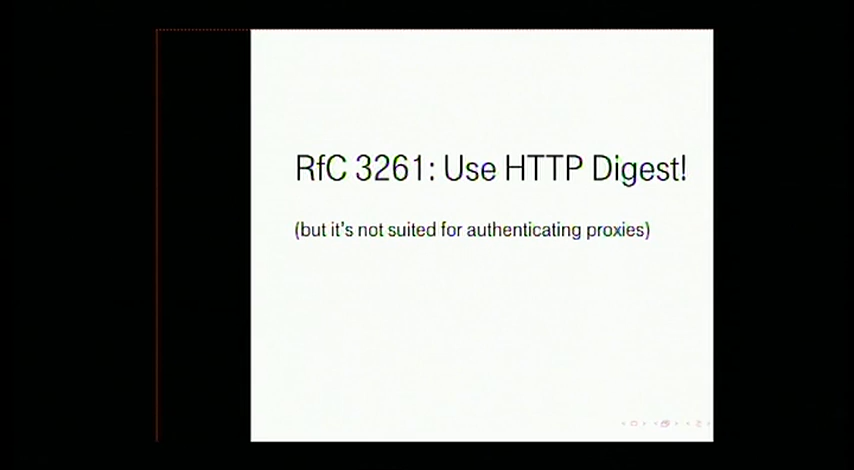 RfC 3261: Use HTTP Digest!
(but it's not suited for authenticating proxies)